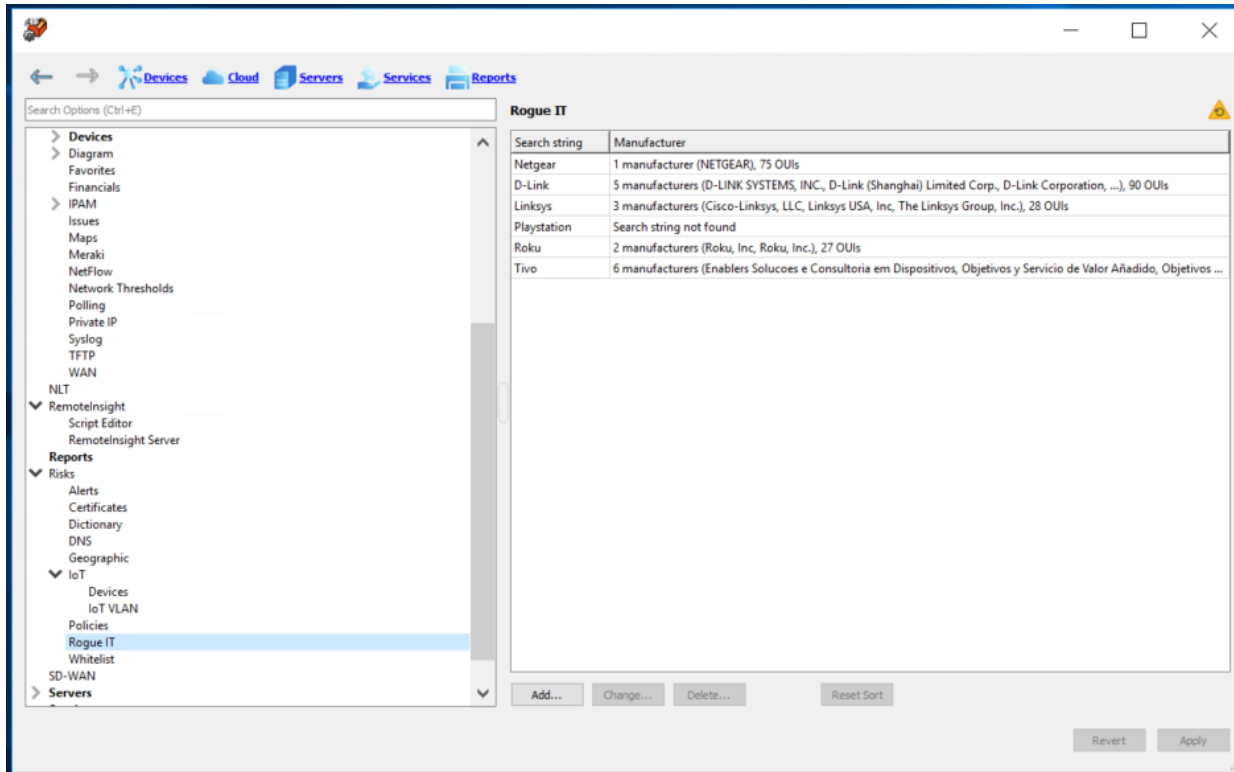 Devices Cloud Servers Services Reports
Search Options (Ctrl+E)
Devices
Diagram
Favorites
Financials
IPAM
Issues
Maps
Meraki
NetFlow
Network Thresholds
Polling
Private IP
Syslog
TFTP
WAN
NLT
RemoteInsight
Script Editor
RemoteInsight Server
Reports
Risks
Alerts
Certificates
Dictionary
DNS
Geographic
IoT
Devices
IoT VLAN
Policies
Rogue IT
Whitelist
SD-WAN
Servers
Rogue IT
Search string Manufacturer
Netgear 1 manufacturer (NETGEAR), 75 OUIs
D-Link 5 manufacturers (D-LINK SYSTEMS, INC., D-Link (Shanghai) Limited Corp., D-Link Corporation, ...), 90 OUIs
Linksys 3 manufacturers (Cisco-Linksys, LLC, Linksys USA, Inc, The Linksys Group, Inc.), 28 OUIs
Playstation Search string not found
Roku 2 manufacturers (Roku, Inc, Roku, Inc.), 27 OUIs
Tivo 6 manufacturers (Enablers Solucoes e Consultoria em Dispositivos, Objetivos y Servicio de Valor Añadido, Objetivos ...
Add... Change... Delete... Reset Sort
Revert Apply